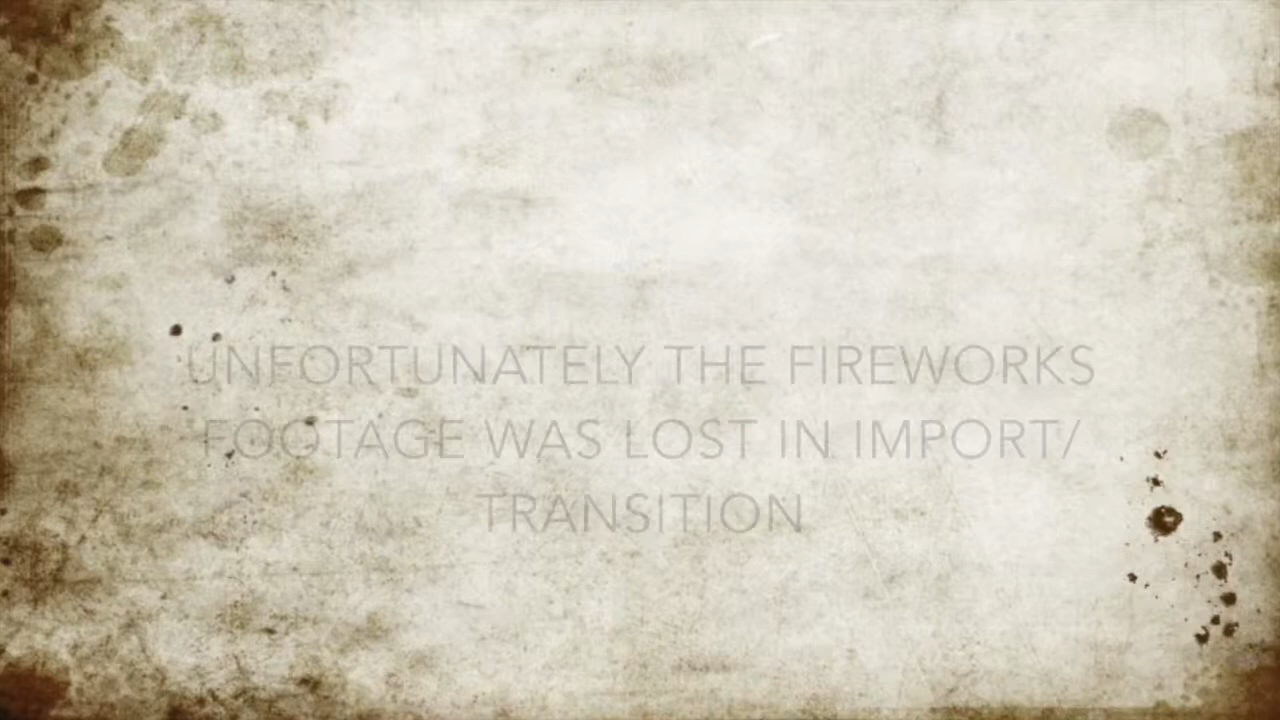 UNFORTUNATELY THE FIREWORKS
FOOTAGE WAS LOST IN IMPORT/
TRANSITION